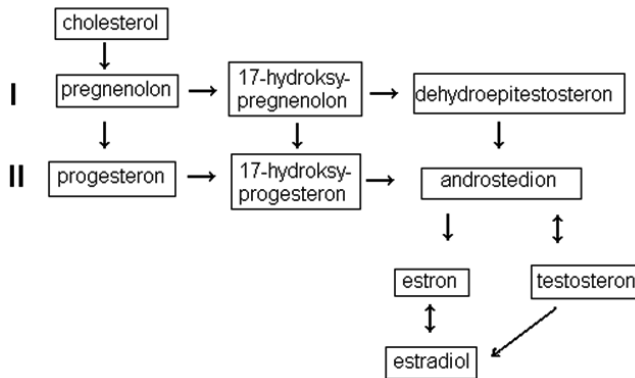 cholesterol
I
pregnenolon
17-hydroksy-
pregnenolon
dehydroepitestosteron
II
progesteron
17-hydroksy-
progesteron
androstedion
estron
testosteron
estradiol